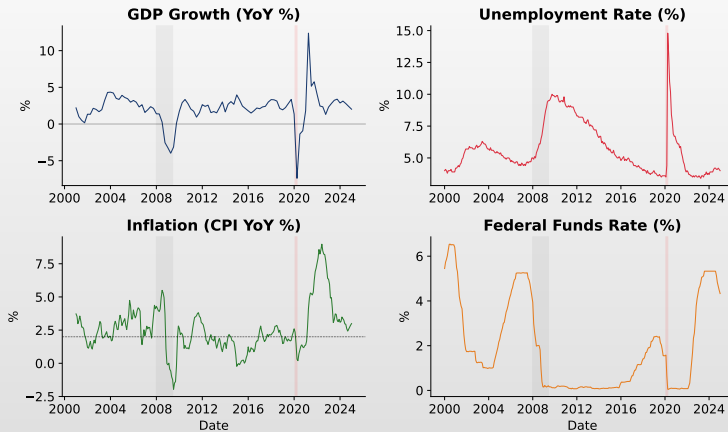 GDP Growth (YoY %)
%
10
5
0
−5
2000 2004 2008 2012 2016 2020 2024
Unemployment Rate (%)
%
15.0
12.5
10.0
7.5
5.0
2000 2004 2008 2012 2016 2020 2024
Inflation (CPI YoY %)
%
7.5
5.0
2.5
0.0
−2.5
2000 2004 2008 2012 2016 2020 2024
Date
Federal Funds Rate (%)
%
6
4
2
0
2000 2004 2008 2012 2016 2020 2024
Date